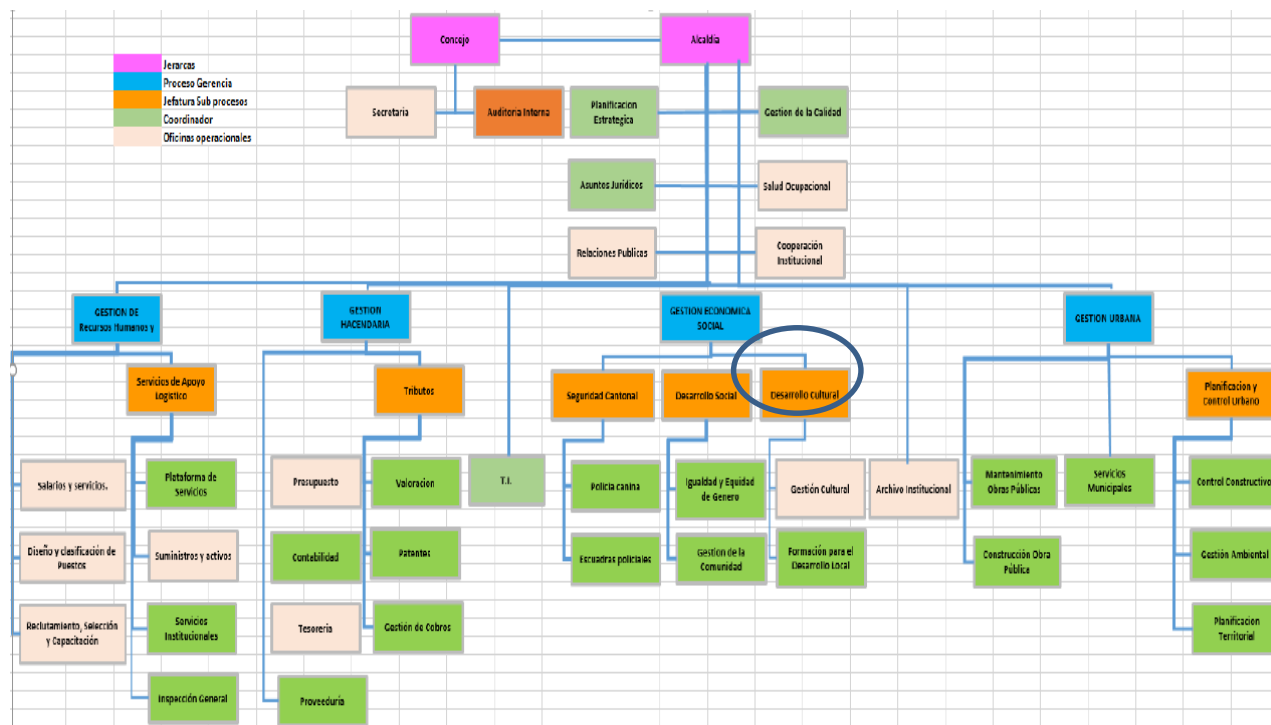 Concejo
Alcaldia
Jerarcas
Proceso Gerencia
Jefatura Sub procesos
Coordinador
Oficinas operacionales
Secretaria
Auditoria Interna
Planificacion
Estrategica
Gestion de la Calidad
Asuntos Juridicos
Salud Ocupacional
Relaciones Publicas
Cooperación
Institucional
GESTION DE
Recursos Humanos y
GESTION
HACENDARIA
GESTION ECONOMICA
SOCIAL
GESTION URBANA
Servicios de Apoyo
Logistico
Tributos
Seguridad Cantonal
Desarrollo Social
Desarrollo Cultural
Planificacion y
Control Urbano
Salarios y servicios.
Plataforma de
Servicios
Presupuesto
Valoracion
T.I.
Policia canina
Igualdad y Equidad
de Genero
Gestión Cultural
Archivo Institucional
Mantenimiento
Obras Públicas
Servicios
Municipales
Control Constructivo
Diseño y clasificación de
Puestos
Suministros y activos
Contabilidad
Patentes
Escuadras policiales
Gestion de la
Comunidad
Formación para el
Desarrollo Local
Construcción Obra
Pública
Gestión Ambiental
Reclutamiento, Selección
y Capacitación
Servicios
Institucionales
Tesoreria
Gestión de Cobros
Planificacion
Territorial
Inspección General
Proveeduria